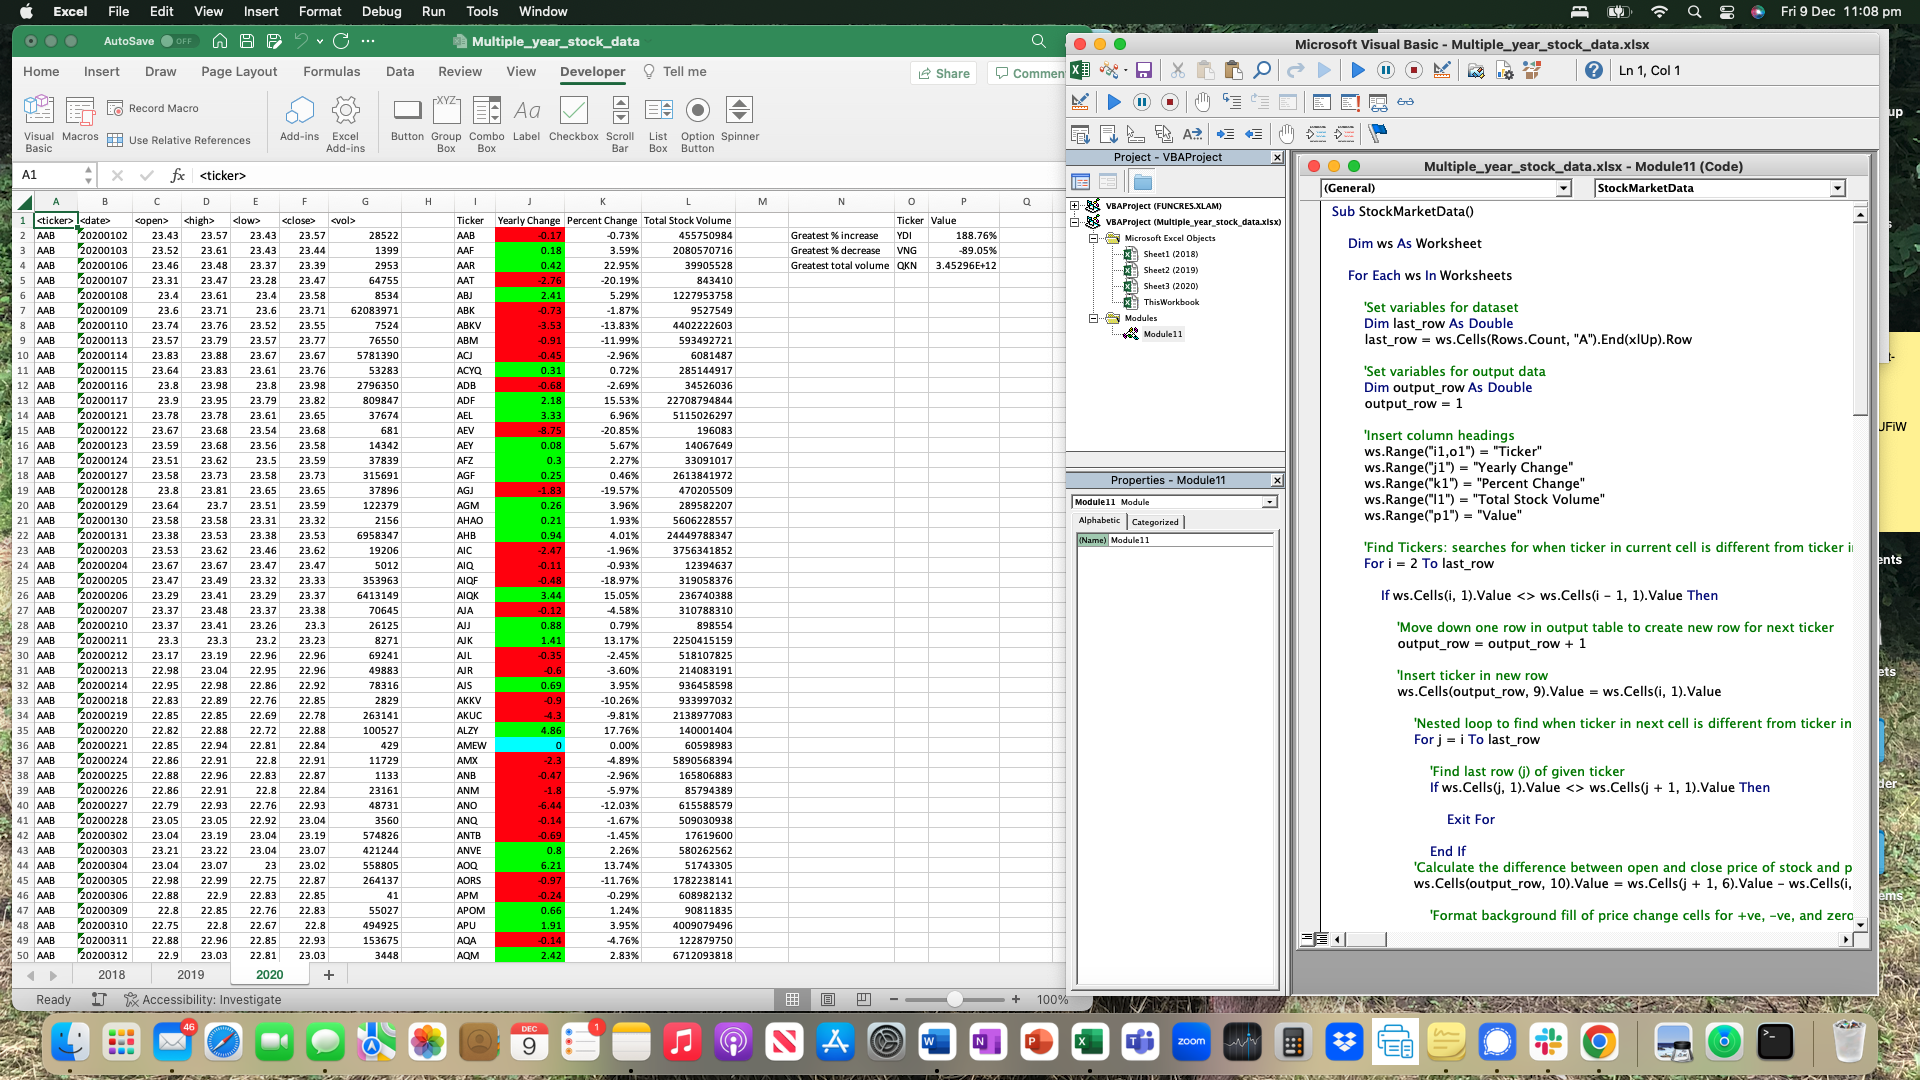 Excel File Edit View Insert Format Debug Run Tools Window Fri 9 Dec 11:08 pm
AutoSave OFF Multiple_year_stock_data
Home Insert Draw Page Layout Formulas Data Review View Developer Tell me Share Commen
Record Macro
Use Relative References
Visual Basic Macros Add-ins Excel Add-ins Button Group Box Combo Box Label Checkbox Scroll Bar List Box Option Button Spinner
A1 fx <ticker>
A B C D E F G H I J K L M N O P Q
1 <ticker> <date> <open> <high> <low> <close> <vol> Ticker Yearly Change Percent Change Total Stock Volume Ticker Value
2 AAB 20200102 23.43 23.57 23.43 23.57 28522 AAB -0.17 -0.73% 455750984 Greatest % increase YDI 188.76%
3 AAB 20200103 23.52 23.61 23.43 23.44 1399 AAF 0.18 3.59% 2080570716 Greatest % decrease VNG -89.05%
4 AAB 20200106 23.46 23.48 23.37 23.39 2953 AAR 0.42 22.95% 39905528 Greatest total volume QKN 3.45296E+12
5 AAB 20200107 23.31 23.47 23.28 23.47 64755 AAT -2.76 -20.19% 843410
6 AAB 20200108 23.4 23.61 23.4 23.58 8534 ABJ 2.41 5.29% 1227953758
7 AAB 20200109 23.6 23.71 23.6 23.71 62083971 ABK -0.73 -1.87% 9527549
8 AAB 20200110 23.74 23.76 23.52 23.55 7524 ABKV -3.53 -13.83% 4402222603
9 AAB 20200113 23.57 23.79 23.57 23.77 76550 ABM -0.91 -11.99% 593492721
10 AAB 20200114 23.83 23.88 23.67 23.67 5781390 ACJ -0.45 -2.96% 6081487
11 AAB 20200115 23.64 23.83 23.61 23.76 53283 ACYQ 0.31 0.72% 285144917
12 AAB 20200116 23.8 23.98 23.8 23.98 2796350 ADB -0.68 -2.69% 34526036
13 AAB 20200117 23.9 23.95 23.79 23.82 809847 ADF 2.18 15.53% 22708794844
14 AAB 20200121 23.78 23.78 23.61 23.65 37674 AEL 3.33 6.96% 5115026297
15 AAB 20200122 23.67 23.68 23.54 23.68 681 AEV -8.75 -20.85% 196083
16 AAB 20200123 23.59 23.68 23.56 23.58 14342 AEY 0.08 5.67% 14067649
17 AAB 20200124 23.51 23.62 23.5 23.59 37839 AFZ 0.3 2.27% 33091017
18 AAB 20200127 23.58 23.73 23.58 23.73 315691 AGF 0.25 0.46% 2613841972
19 AAB 20200128 23.8 23.81 23.65 23.65 37896 AGJ -1.83 -19.57% 470205509
20 AAB 20200129 23.64 23.7 23.51 23.59 122379 AGM 0.26 3.96% 289582207
21 AAB 20200130 23.58 23.58 23.31 23.32 2156 AHAO 0.21 1.93% 5606228557
22 AAB 20200131 23.38 23.53 23.38 23.53 6958347 AHB 0.94 4.01% 24449788347
23 AAB 20200203 23.53 23.62 23.46 23.62 19206 AIC -2.47 -1.96% 3756341852
24 AAB 20200204 23.67 23.67 23.47 23.47 5012 AIQ -0.11 -0.93% 12394637
25 AAB 20200205 23.47 23.49 23.32 23.33 353963 AIQF -0.48 -18.97% 319058376
26 AAB 20200206 23.29 23.41 23.29 23.37 6413149 AIQK 3.44 15.05% 236740388
27 AAB 20200207 23.37 23.48 23.37 23.38 70645 AJA -0.12 -4.58% 310788310
28 AAB 20200210 23.37 23.41 23.26 23.3 26125 AJJ 0.88 0.79% 898554
29 AAB 20200211 23.3 23.3 23.2 23.23 8271 AJK 1.41 13.17% 2250415159
30 AAB 20200212 23.17 23.19 22.96 22.96 69241 AJL -0.35 -2.45% 518107825
31 AAB 20200213 22.98 23.04 22.95 22.96 49883 AJR -0.6 -3.60% 214083191
32 AAB 20200214 22.95 22.98 22.86 22.92 78316 AJS 0.69 3.95% 936458598
33 AAB 20200218 22.83 22.89 22.76 22.85 2829 AKKV -0.9 -10.26% 933997032
34 AAB 20200219 22.85 22.85 22.69 22.78 263141 AKUC -4.3 -9.81% 2138977083
35 AAB 20200220 22.82 22.88 22.72 22.88 100527 ALZY 4.86 17.76% 140001404
36 AAB 20200221 22.85 22.94 22.81 22.84 429 AMEW 0 0.00% 60598983
37 AAB 20200224 22.86 22.91 22.8 22.91 11729 AMX -2.3 -4.89% 5890568394
38 AAB 20200225 22.88 22.96 22.83 22.87 1133 ANB -0.47 -2.96% 165806883
39 AAB 20200226 22.86 22.91 22.8 22.84 23161 ANM -1.8 -5.97% 85794389
40 AAB 20200227 22.79 22.93 22.76 22.93 48731 ANO -6.44 -12.03% 615588579
41 AAB 20200228 22.93 23.05 22.92 23.04 3560 ANQ -0.14 -1.67% 509030938
42 AAB 20200302 23.04 23.19 23.04 23.19 574826 ANTB -0.69 -1.45% 17619600
43 AAB 20200303 23.21 23.22 23.04 23.07 421244 ANVE 0.8 2.26% 580262562
44 AAB 20200304 23.04 23.07 23 23.02 558805 AOQ 6.21 13.74% 51743305
45 AAB 20200305 22.98 22.99 22.75 22.87 264137 AORS -0.97 -11.76% 1782238141
46 AAB 20200306 22.88 22.9 22.83 22.85 41 APM -0.24 -0.29% 608982132
47 AAB 20200309 22.8 22.85 22.76 22.83 55027 APOM 0.66 1.24% 90811835
48 AAB 20200310 22.75 22.8 22.67 22.8 494925 APU 1.91 3.95% 4009079496
49 AAB 20200311 22.88 22.96 22.85 22.93 153675 AQA -0.14 -4.76% 122879750
50 AAB 20200312 22.9 23.03 22.81 23.03 3448 AQM 2.42 2.83% 6712093818
2018 2019 2020 +
Ready Accessibility: Investigate 100%
Microsoft Visual Basic - Multiple_year_stock_data.xlsx
Ln 1, Col 1
Project - VBAProject
VBAProject (FUNCRES.XLAM)
VBAProject (Multiple_year_stock_data.xlsx)
Microsoft Excel Objects
Sheet1 (2018)
Sheet2 (2019)
Sheet3 (2020)
ThisWorkbook
Modules
Module11
Properties - Module11
Module11 Module
Alphabetic Categorized
(Name) Module11
Multiple_year_stock_data.xlsx - Module11 (Code)
(General) StockMarketData
Sub StockMarketData()
Dim ws As Worksheet
For Each ws In Worksheets
'Set variables for dataset
Dim last_row As Double
last_row = ws.Cells(Rows.Count, "A").End(xlUp).Row
'Set variables for output data
Dim output_row As Double
output_row = 1
'Insert column headings
ws.Range("i1,o1") = "Ticker"
ws.Range("j1") = "Yearly Change"
ws.Range("k1") = "Percent Change"
ws.Range("l1") = "Total Stock Volume"
ws.Range("p1") = "Value"
'Find Tickers: searches for when ticker in current cell is different from ticker i
For i = 2 To last_row
If ws.Cells(i, 1).Value <> ws.Cells(i - 1, 1).Value Then
'Move down one row in output table to create new row for next ticker
output_row = output_row + 1
'Insert ticker in new row
ws.Cells(output_row, 9).Value = ws.Cells(i, 1).Value
'Nested loop to find when ticker in next cell is different from ticker in
For j = i To last_row
'Find last row (j) of given ticker
If ws.Cells(j, 1).Value <> ws.Cells(j + 1, 1).Value Then
Exit For
End If
'Calculate the difference between open and close price of stock and p
ws.Cells(output_row, 10).Value = ws.Cells(j + 1, 6).Value - ws.Cells(i,
'Format background fill of price change cells for +ve, -ve, and zero
up
UFiW
ents
ets
der
ems
46
DEC
9
1
zoom